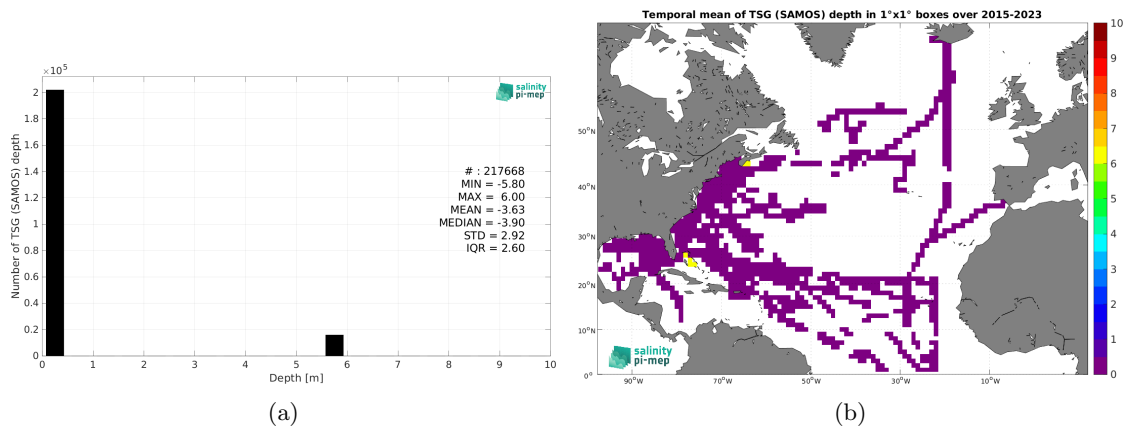 ×10⁵
2
1.8
1.6
1.4
1.2
1
0.8
0.6
0.4
0.2
0
Number of TSG (SAMOS) depth
salinity
pi-mep
# : 217668
MIN = -5.80
MAX = 6.00
MEAN = -3.63
MEDIAN = -3.90
STD = 2.92
IQR = 2.60
0 1 2 3 4 5 6 7 8 9 10
Depth [m]
(a)
Temporal mean of TSG (SAMOS) depth in 1°x1° boxes over 2015-2023
50°N
40°N
30°N
20°N
10°N
0°
90°W 70°W 50°W 30°W 10°W
salinity
pi-mep
10
9
8
7
6
5
4
3
2
1
0
(b)